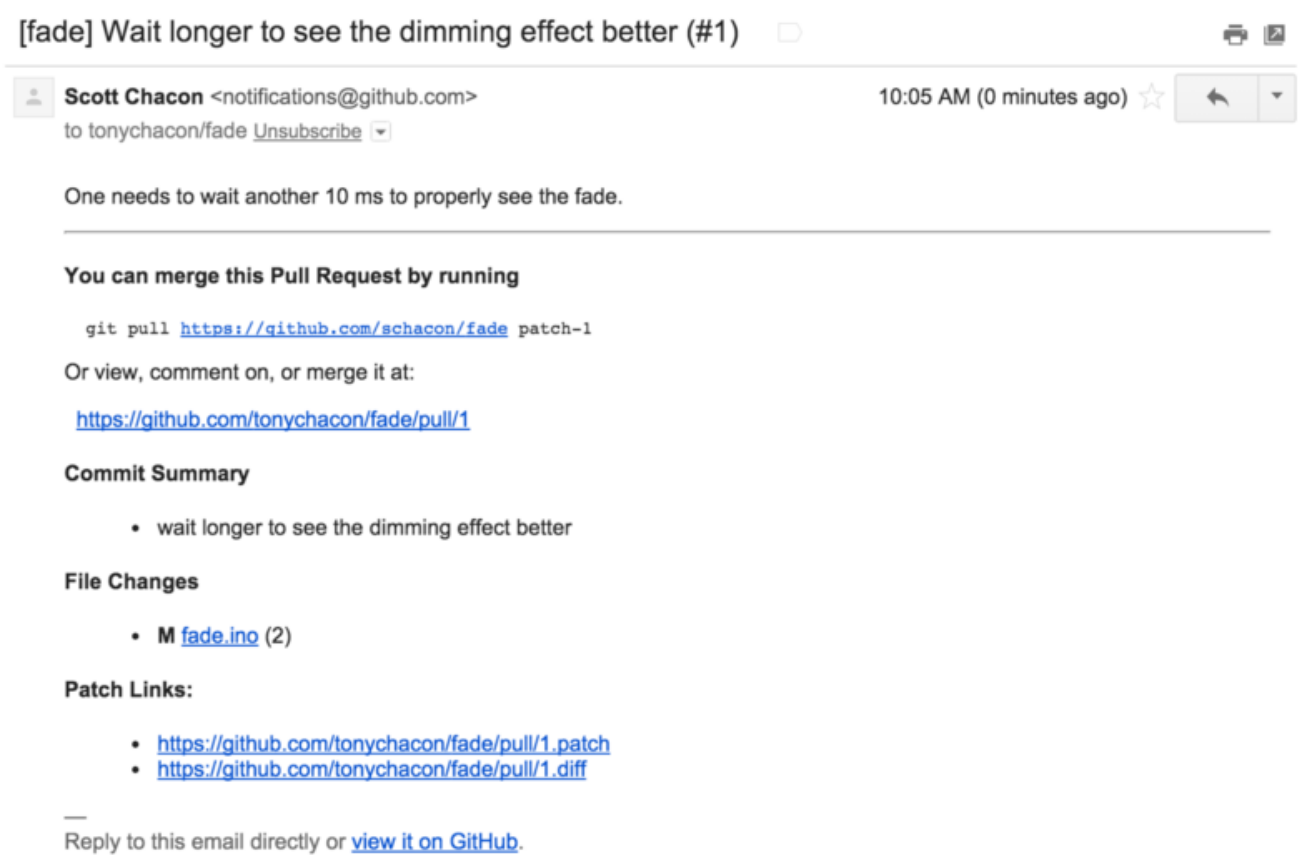 [fade] Wait longer to see the dimming effect better (#1)
Scott Chacon <notifications@github.com>
10:05 AM (0 minutes ago)
to tonychacon/fade Unsubscribe
One needs to wait another 10 ms to properly see the fade.
You can merge this Pull Request by running
git pull https://github.com/schacon/fade patch-1
Or view, comment on, or merge it at:
https://github.com/tonychacon/fade/pull/1
Commit Summary
• wait longer to see the dimming effect better
File Changes
• M fade.ino (2)
Patch Links:
• https://github.com/tonychacon/fade/pull/1.patch
• https://github.com/tonychacon/fade/pull/1.diff
—
Reply to this email directly or view it on GitHub.